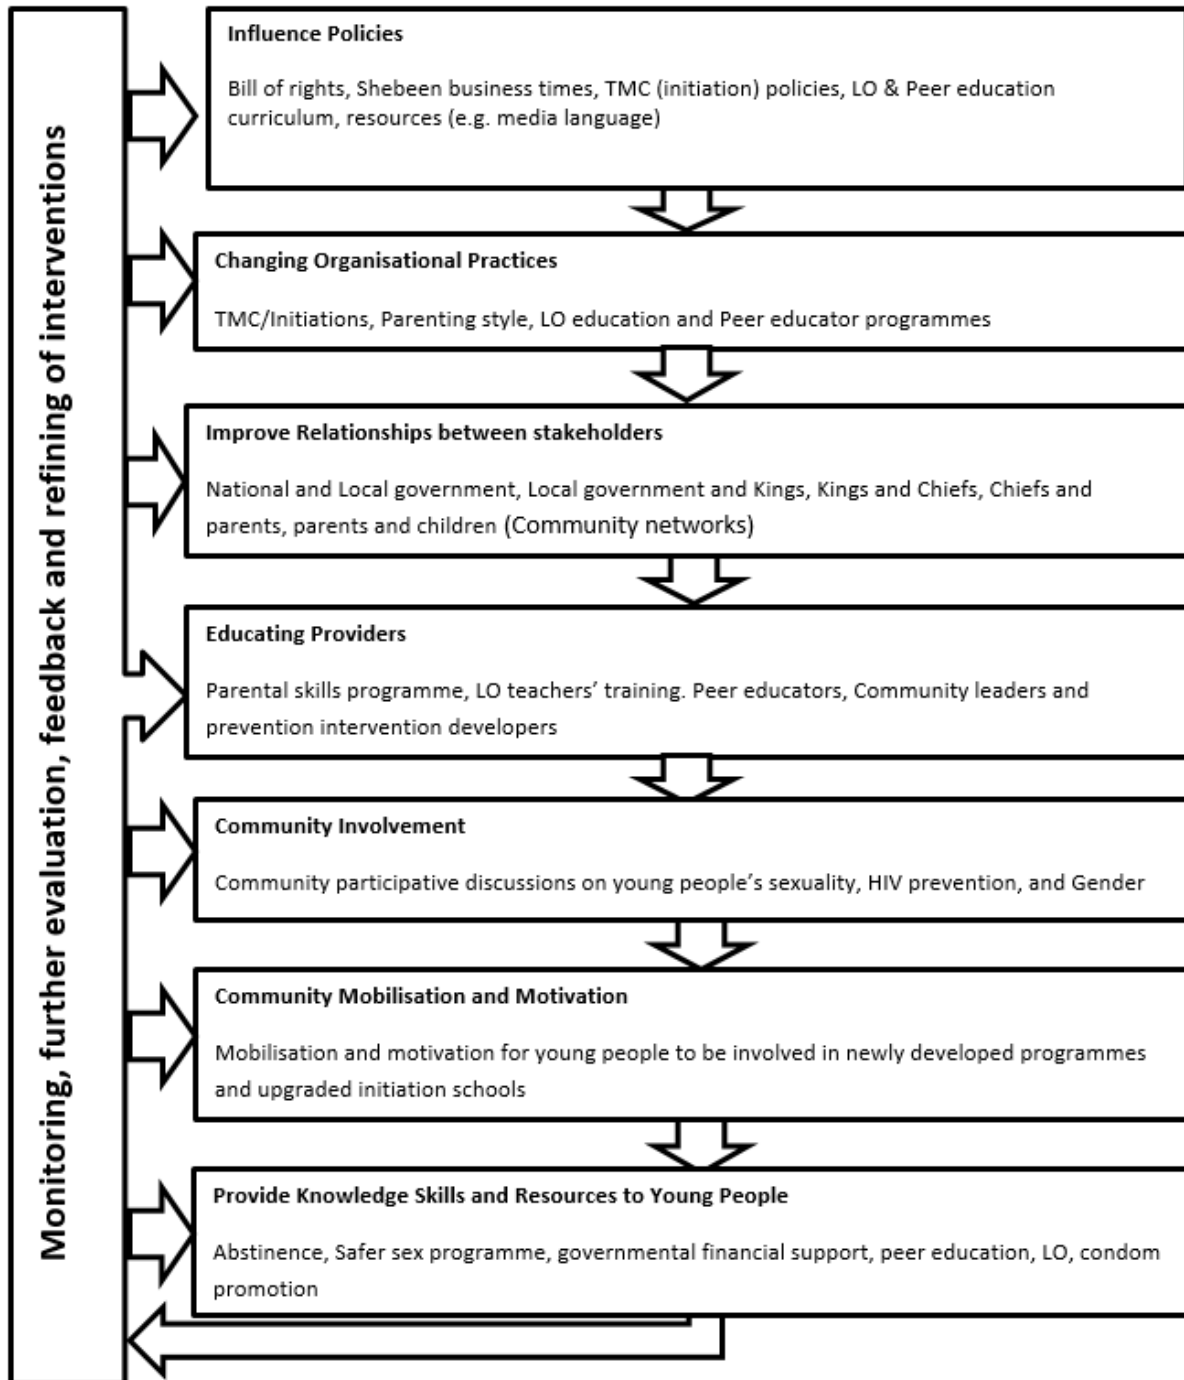 Monitoring, further evaluation, feedback and refining of interventions
Influence Policies
Bill of rights, Shebeen business times, TMC (initiation) policies, LO & Peer education
curriculum, resources (e.g. media language)
Changing Organisational Practices
TMC/Initiations, Parenting style, LO education and Peer educator programmes
Improve Relationships between stakeholders
National and Local government, Local government and Kings, Kings and Chiefs, Chiefs and
parents, parents and children (Community networks)
Educating Providers
Parental skills programme, LO teachers’ training. Peer educators, Community leaders and
prevention intervention developers
Community Involvement
Community participative discussions on young people’s sexuality, HIV prevention, and Gender
Community Mobilisation and Motivation
Mobilisation and motivation for young people to be involved in newly developed programmes
and upgraded initiation schools
Provide Knowledge Skills and Resources to Young People
Abstinence, Safer sex programme, governmental financial support, peer education, LO, condom
promotion